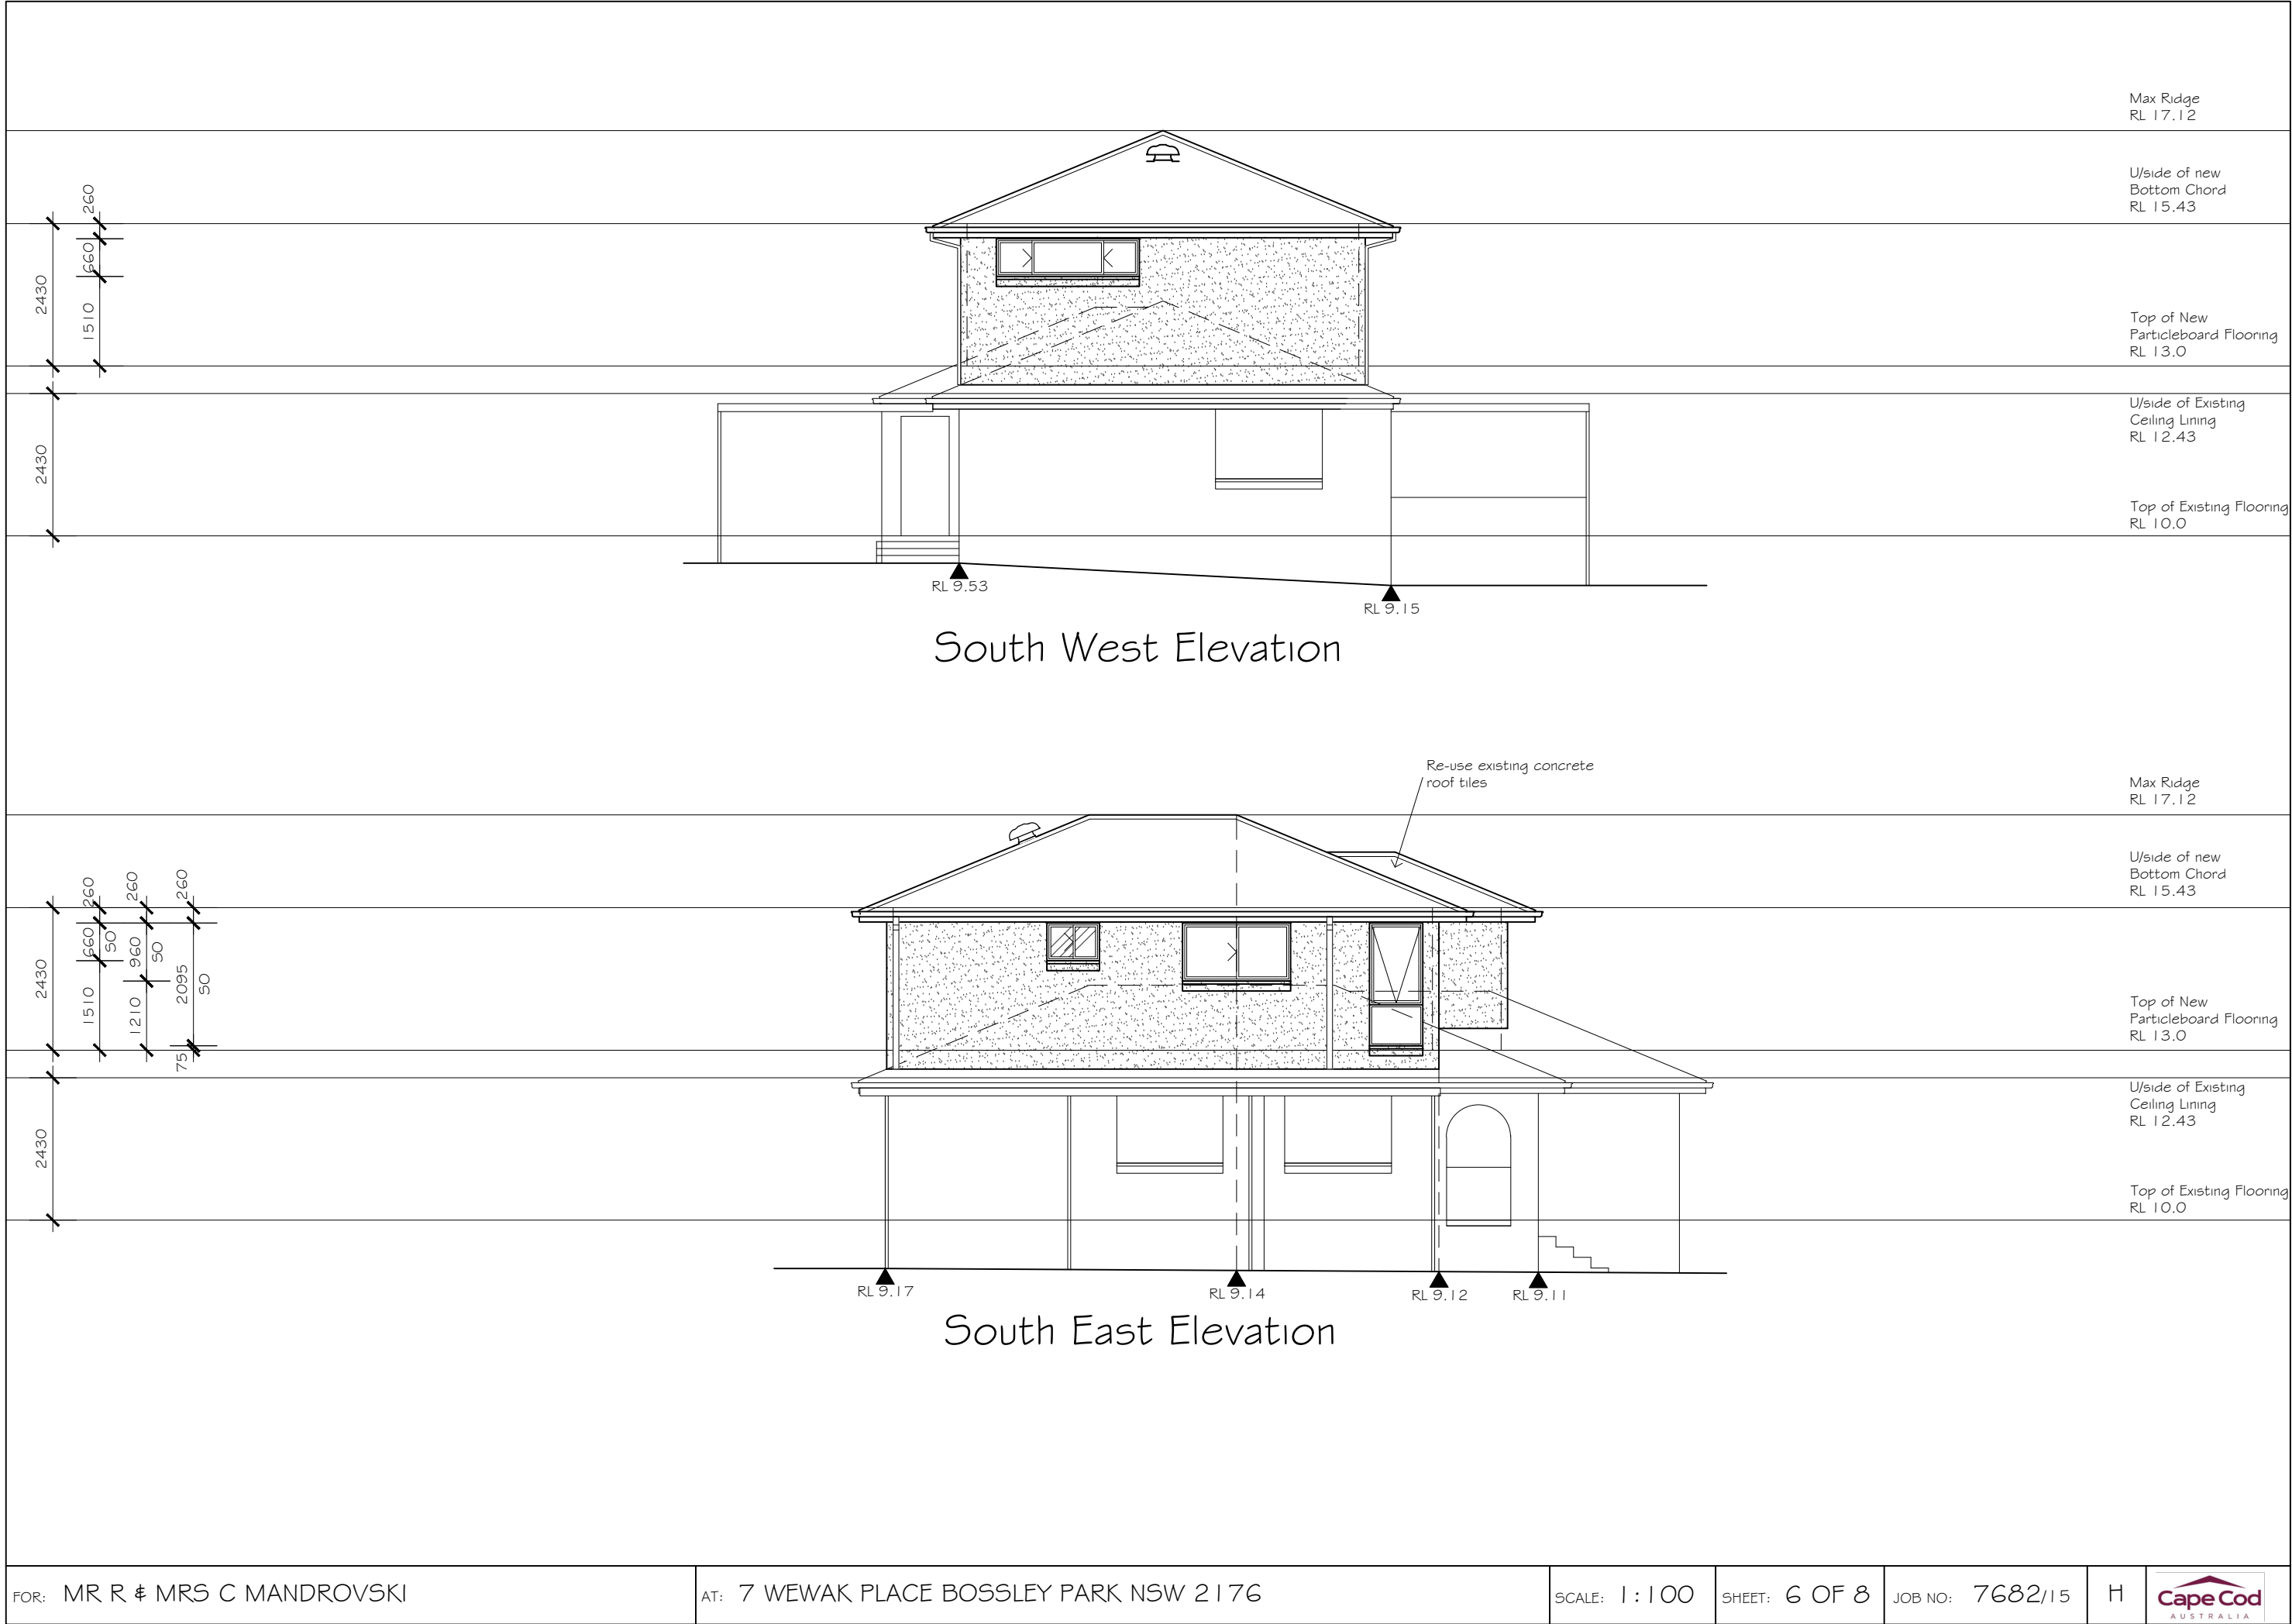 Max Ridge
RL 17.12
U/side of new
Bottom Chord
RL 15.43
Top of New
Particleboard Flooring
RL 13.0
U/side of Existing
Ceiling Lining
RL 12.43
Top of Existing Flooring
RL 10.0
260
660
1510
2430
2430
RL 9.53
RL 9.15
South West Elevation
Re-use existing concrete
roof tiles
Max Ridge
RL 17.12
U/side of new
Bottom Chord
RL 15.43
Top of New
Particleboard Flooring
RL 13.0
U/side of Existing
Ceiling Lining
RL 12.43
Top of Existing Flooring
RL 10.0
260
260
260
660
50
960
50
2095
50
2430
1510
1210
75
2430
RL 9.17
RL 9.14
RL 9.12
RL 9.11
South East Elevation
FOR: MR R & MRS C MANDROVSKI
AT: 7 WEWAK PLACE BOSSLEY PARK NSW 2176
SCALE: 1:100
SHEET: 6 OF 8
JOB NO: 7682/15
H
Cape Cod
AUSTRALIA